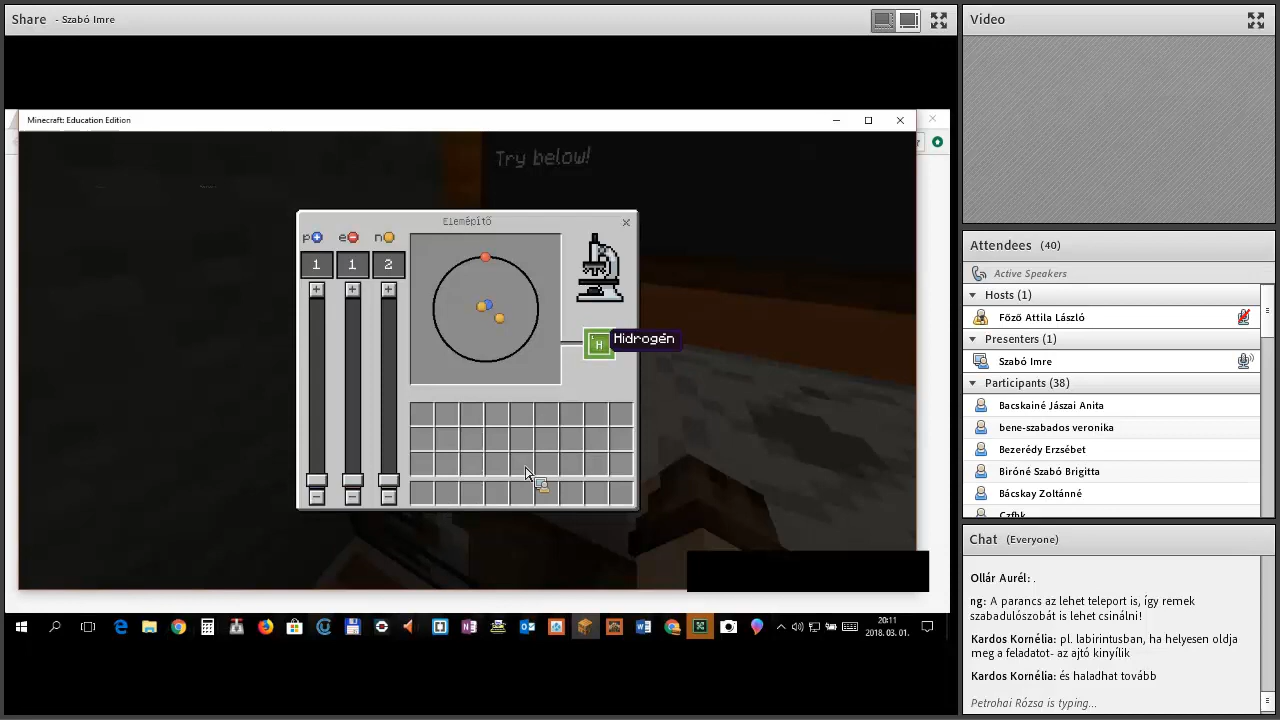 Share - Szabó Imre
Minecraft: Education Edition
Try below!
Elemépítő
p e n
1 1 2
H
Hidrogén
20:11
2018. 03. 01.
Video
Attendees (40)
Active Speakers
Hosts (1)
Főző Attila László
Presenters (1)
Szabó Imre
Participants (38)
Bacskainé Jászai Anita
bene-szabados veronika
Bezerédy Erzsébet
Bíróné Szabó Brigitta
Bácskay Zoltánné
Chat (Everyone)
Ollár Aurél: .
ng: A parancs az lehet teleport is, így remek
szabadulószobát is lehet csinálni!
Kardos Kornélia: pl. labirintusban, ha helyesen oldja
meg a feladatot- az ajtó kinyílik
Kardos Kornélia: és haladhat tovább
Petrohai Rózsa is typing...